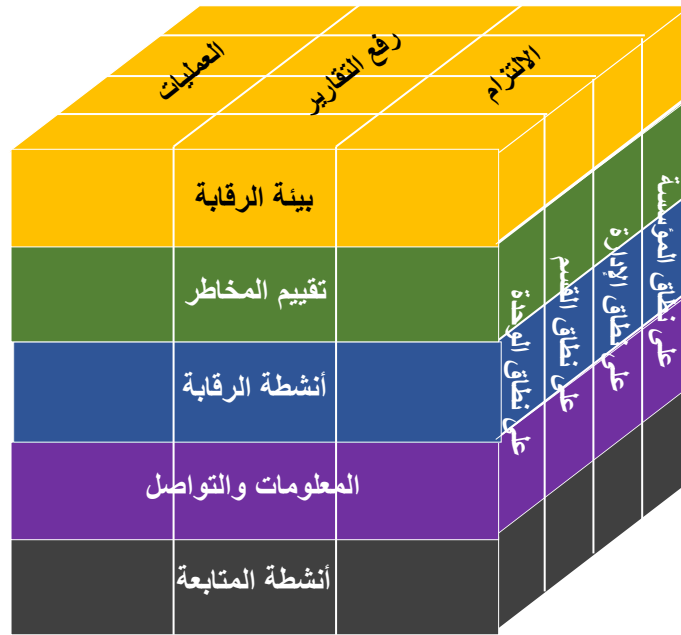 العمليات
رفع التقارير
الالتزام
بيئة الرقابة
تقييم المخاطر
أنشطة الرقابة
المعلومات والتواصل
أنشطة المتابعة
على نطاق الوحدة
على نطاق القسم
على نطاق الإدارة
على نطاق المؤسسة